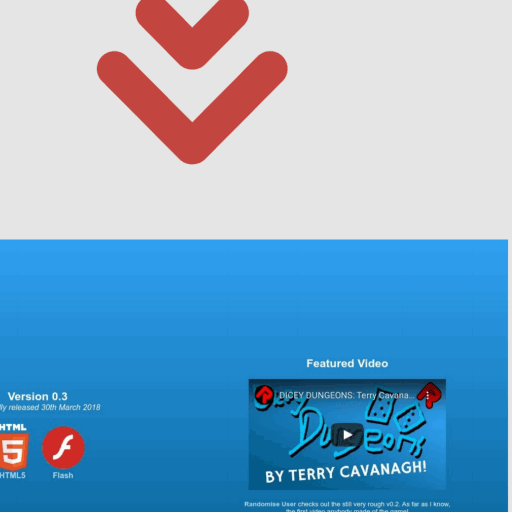 Featured Video
DICEY DUNGEONS: Terry Cavana...
Dicey
Dungeons
BY TERRY CAVANAGH!
Version 0.3
lly released 30th March 2018
HTML
5
HTML5
Flash
Randomise User checks out the still very rough v0.2. As far as I know,
the first video anybody made of the game!